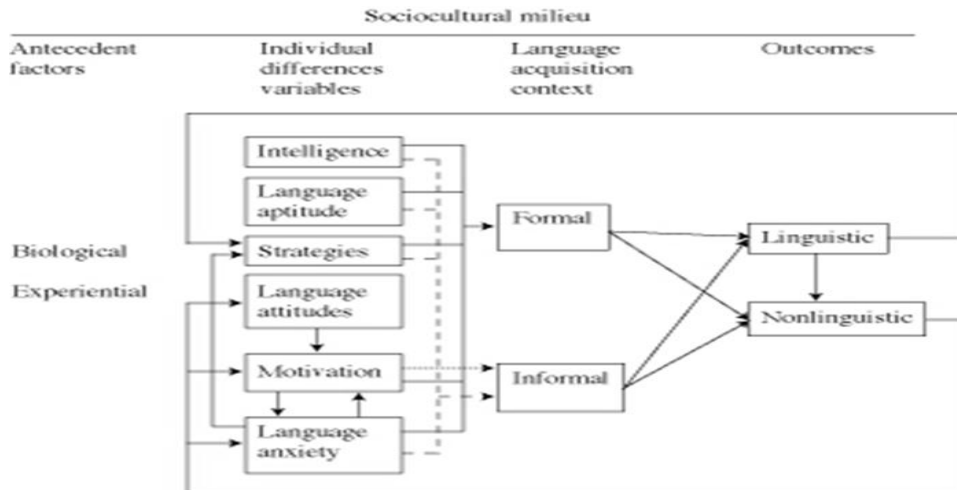 Sociocultural milieu
Antecedent
factors
Individual
differences
variables
Language
acquisition
context
Outcomes
Intelligence
Language
aptitude
Formal
Linguistic
Biological
Strategies
Experiential
Language
attitudes
Nonlinguistic
Motivation
Informal
Language
anxiety